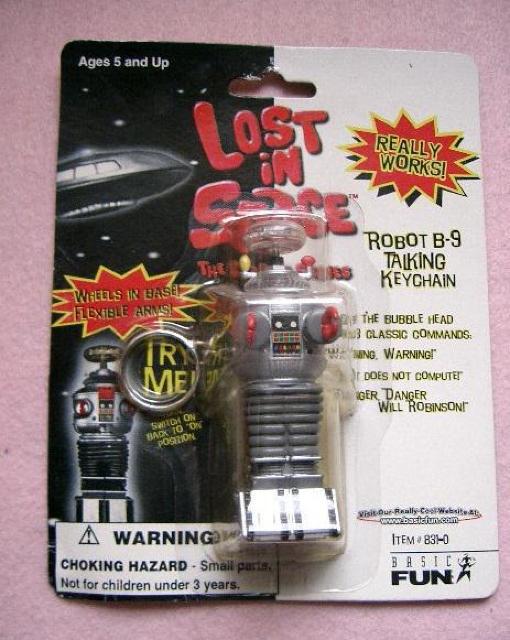 Ages 5 and Up
LOST
IN
SPACE™
THE
REALLY
WORKS!
ROBOT B-9
TALKING
KEYCHAIN
WHEELS IN BASE!
FLEXIBLE ARMS!
TRY
ME!
SWITCH ON
BACK TO "ON"
POSITION.
THE BUBBLE HEAD
3 CLASSIC COMMANDS:
WARNING!"
DOES NOT COMPUTE!"
DANGER
WILL ROBINSON!"
Visit Our Really Cool Website At:
www.basicfun.com
ITEM # 831-0
BASIC
FUN
WARNING:
CHOKING HAZARD - Small parts.
Not for children under 3 years.